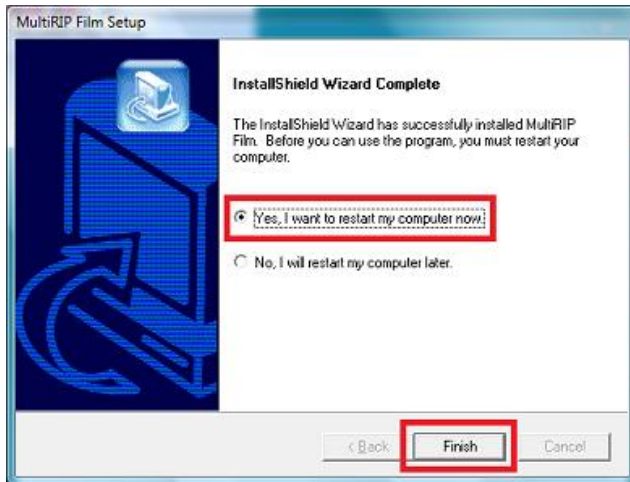 MultiRIP Film Setup
InstallShield Wizard Complete
The InstallShield Wizard has successfully installed MultiRIP
Film. Before you can use the program, you must restart your
computer.
Yes, I want to restart my computer now.
No, I will restart my computer later.
< Back
Finish
Cancel